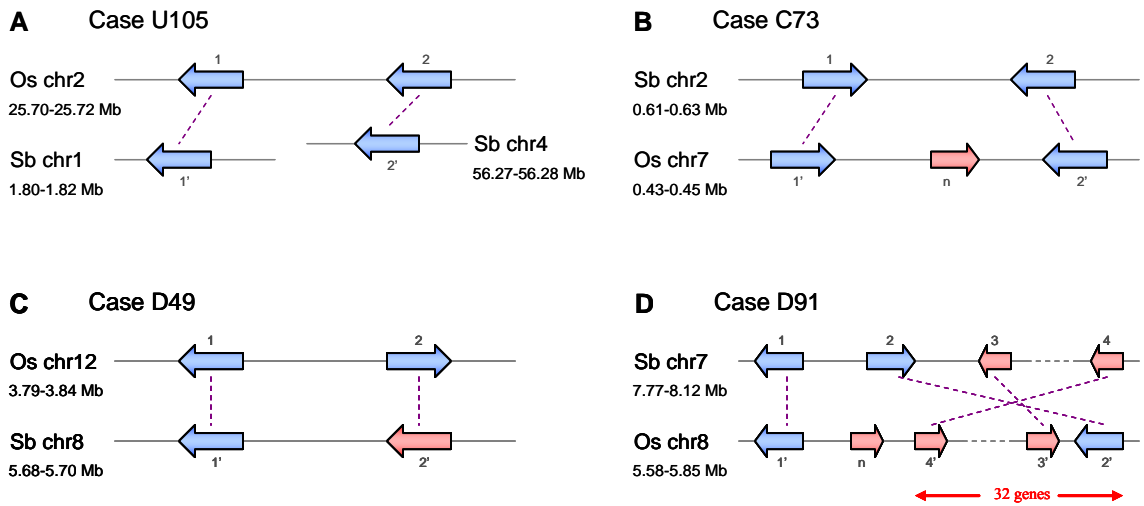 A Case U105
1 2
Os chr2
25.70-25.72 Mb
Sb chr1
1.80-1.82 Mb
1’
2’
Sb chr4
56.27-56.28 Mb
B Case C73
1 2
Sb chr2
0.61-0.63 Mb
Os chr7
0.43-0.45 Mb
1’ n 2’
C Case D49
1 2
Os chr12
3.79-3.84 Mb
Sb chr8
5.68-5.70 Mb
1’ 2’
D Case D91
1 2 3 4
Sb chr7
7.77-8.12 Mb
Os chr8
5.58-5.85 Mb
1’ n 4’ 3’ 2’
32 genes